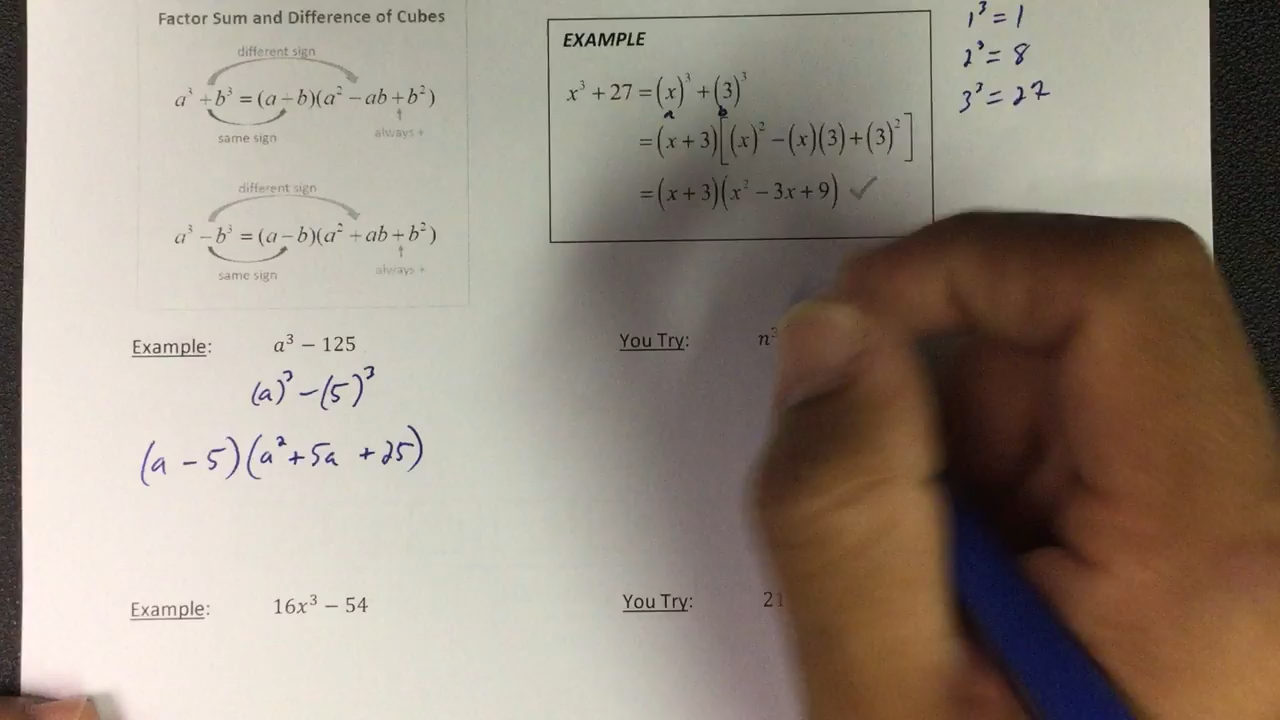 Factor Sum and Difference of Cubes
different sign
a³ + b³ = (a + b)(a² − ab + b²)
same sign
always +
different sign
a³ − b³ = (a − b)(a² + ab + b²)
same sign
always +
EXAMPLE
x³ + 27 = (x)³ + (3)³
a b
= (x + 3)[(x)² − (x)(3) + (3)²]
= (x + 3)(x² − 3x + 9) ✓
1³ = 1
2³ = 8
3³ = 27
Example: a³ − 125
(a)³ − (5)³
(a − 5)(a² + 5a + 25)
You Try: n³
Example: 16x³ − 54
You Try: 21